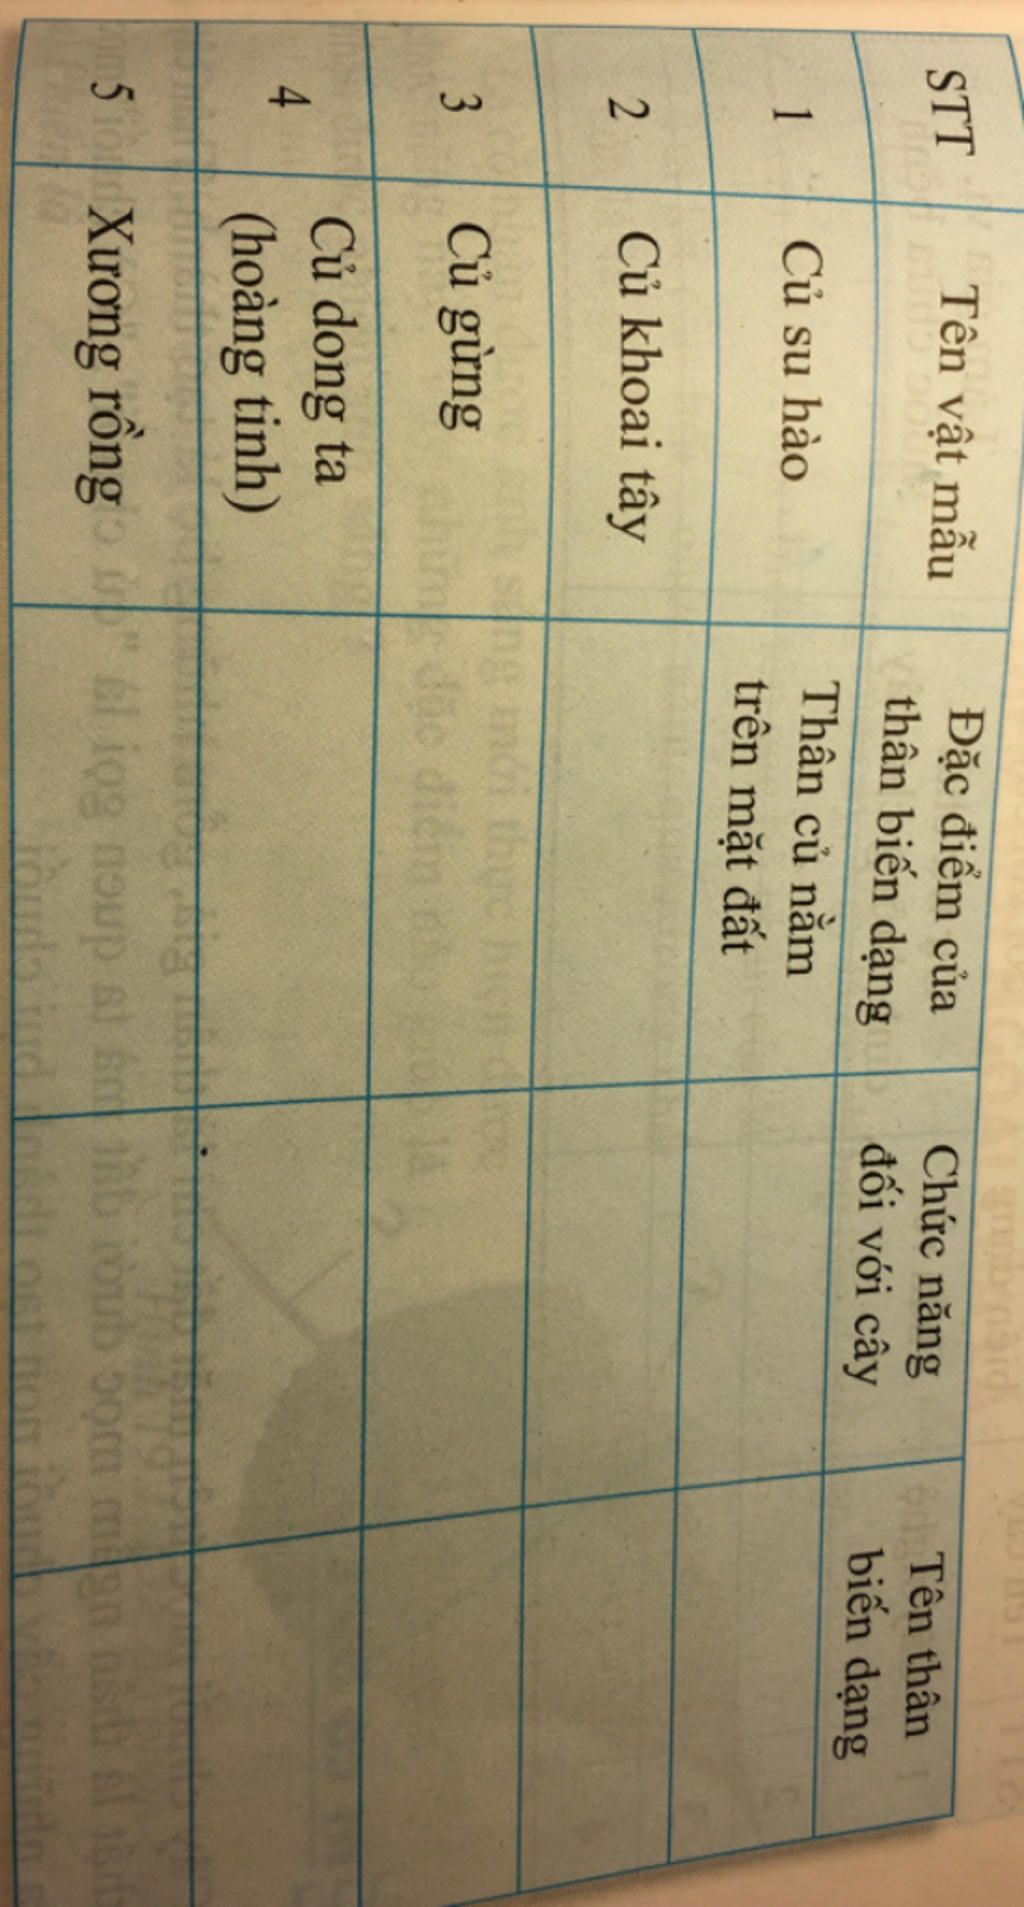 STT
Tên vật mẫu
Đặc điểm của
thân biến dạng
Chức năng
đối với cây
Tên thân
biến dạng
1
Củ su hào
Thân củ nằm
trên mặt đất
2
Củ khoai tây
3
Củ gừng
4
Củ dong ta
(hoàng tinh)
5
Xương rồng